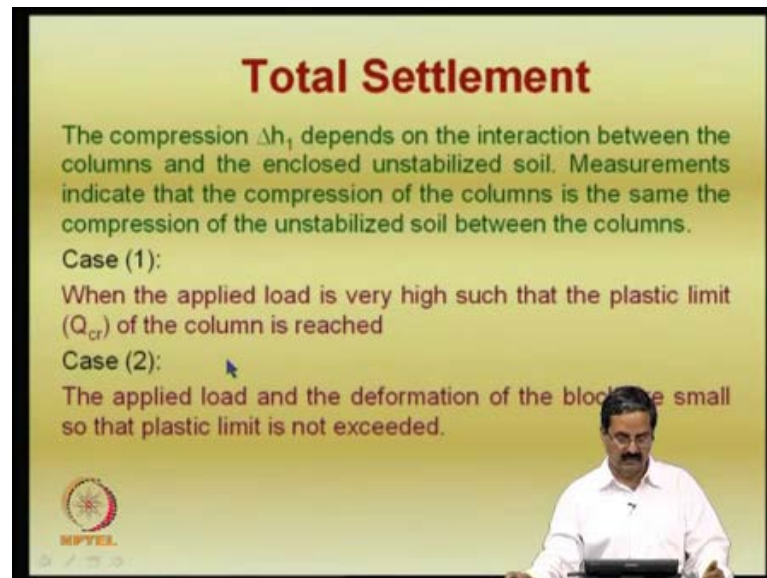 Total Settlement
The compression Δh₁ depends on the interaction between the
columns and the enclosed unstabilized soil. Measurements
indicate that the compression of the columns is the same the
compression of the unstabilized soil between the columns.
Case (1):
When the applied load is very high such that the plastic limit
(Qcr) of the column is reached
Case (2):
The applied load and the deformation of the small
so that plastic limit is not exceeded.
NPTEL